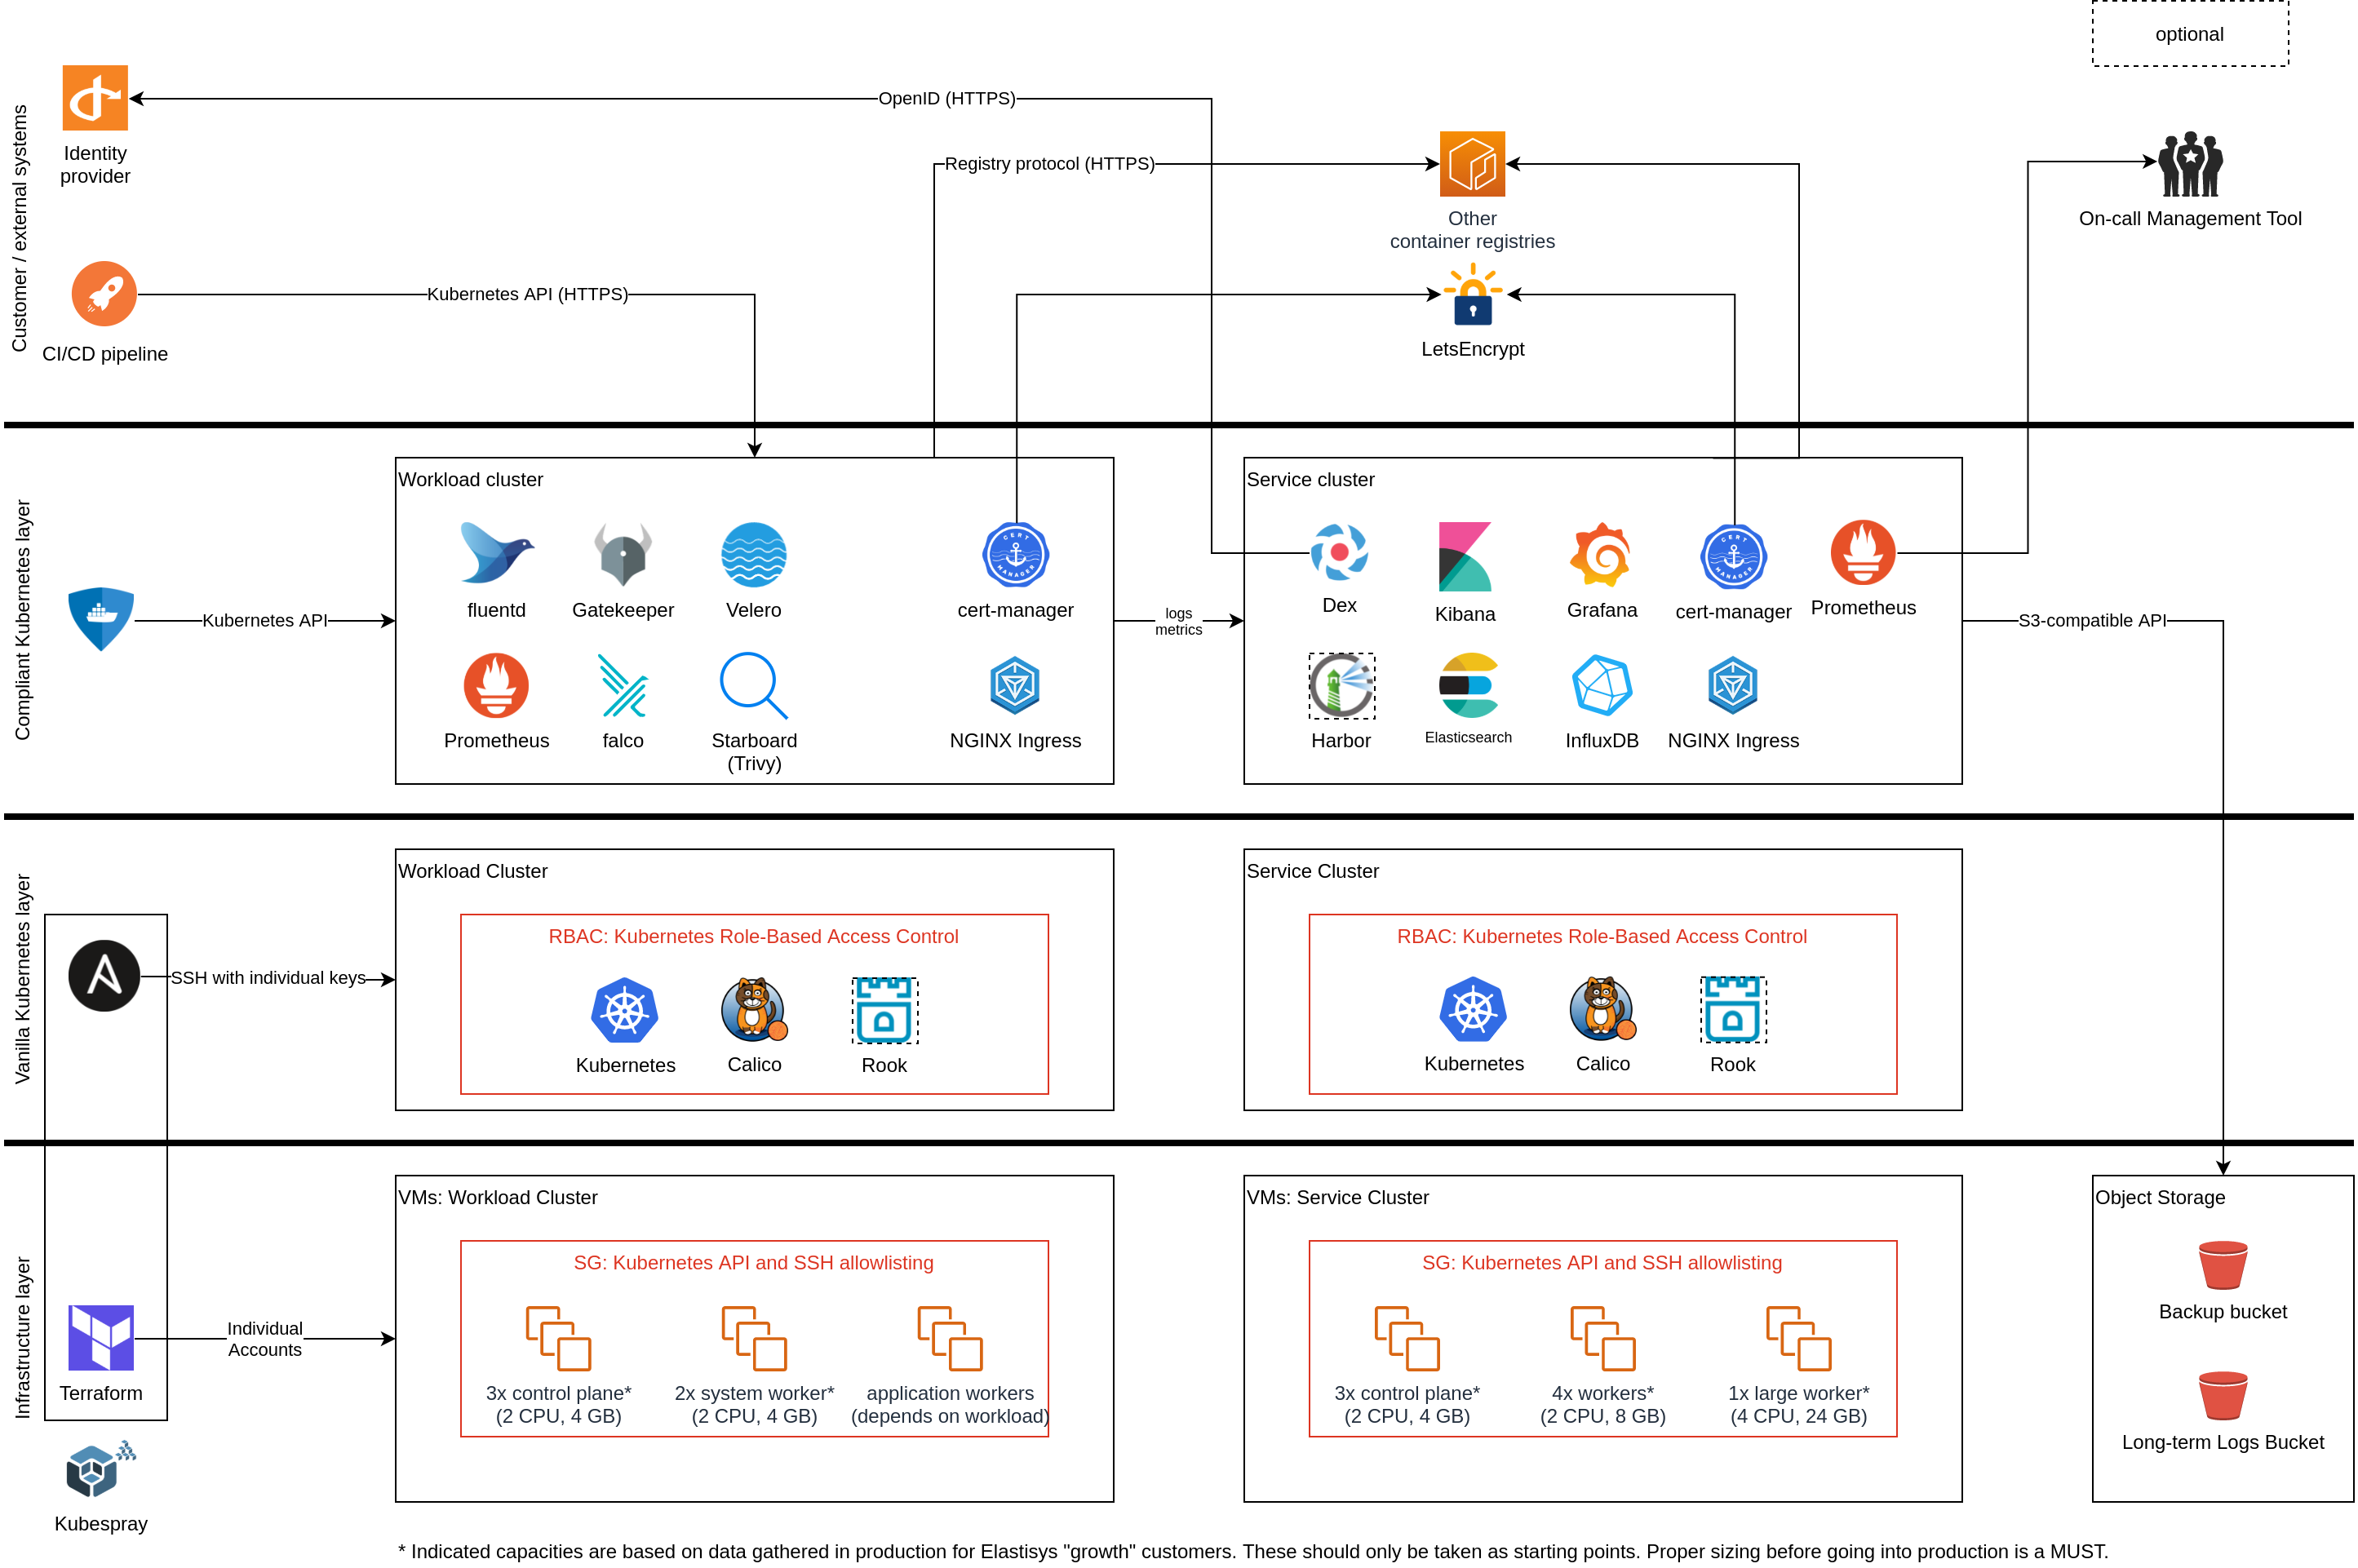 optional
Customer / external systems
Identity
provider
OpenID (HTTPS)
Registry protocol (HTTPS)
Other
container registries
On-call Management Tool
CI/CD pipeline
Kubernetes API (HTTPS)
LetsEncrypt
Compliant Kubernetes layer
Kubernetes API
Workload cluster
fluentd
Gatekeeper
Velero
cert-manager
Prometheus
falco
Starboard
(Trivy)
NGINX Ingress
logs
metrics
Service cluster
Dex
Kibana
Grafana
CERT
MANAGER
cert-manager
Prometheus
Harbor
Elasticsearch
InfluxDB
NGINX Ingress
CERT
MANAGER
S3-compatible API
Vanilla Kubernetes layer
SSH with individual keys
Workload Cluster
RBAC: Kubernetes Role-Based Access Control
Kubernetes
Calico
Rook
Service Cluster
RBAC: Kubernetes Role-Based Access Control
Kubernetes
Calico
Rook
Infrastructure layer
Terraform
Individual
Accounts
Kubespray
VMs: Workload Cluster
SG: Kubernetes API and SSH allowlisting
3x control plane*
(2 CPU, 4 GB)
2x system worker*
(2 CPU, 4 GB)
application workers
(depends on workload)
VMs: Service Cluster
SG: Kubernetes API and SSH allowlisting
3x control plane*
(2 CPU, 4 GB)
4x workers*
(2 CPU, 8 GB)
1x large worker*
(4 CPU, 24 GB)
Object Storage
Backup bucket
Long-term Logs Bucket
* Indicated capacities are based on data gathered in production for Elastisys "growth" customers. These should only be taken as starting points. Proper sizing before going into production is a MUST.